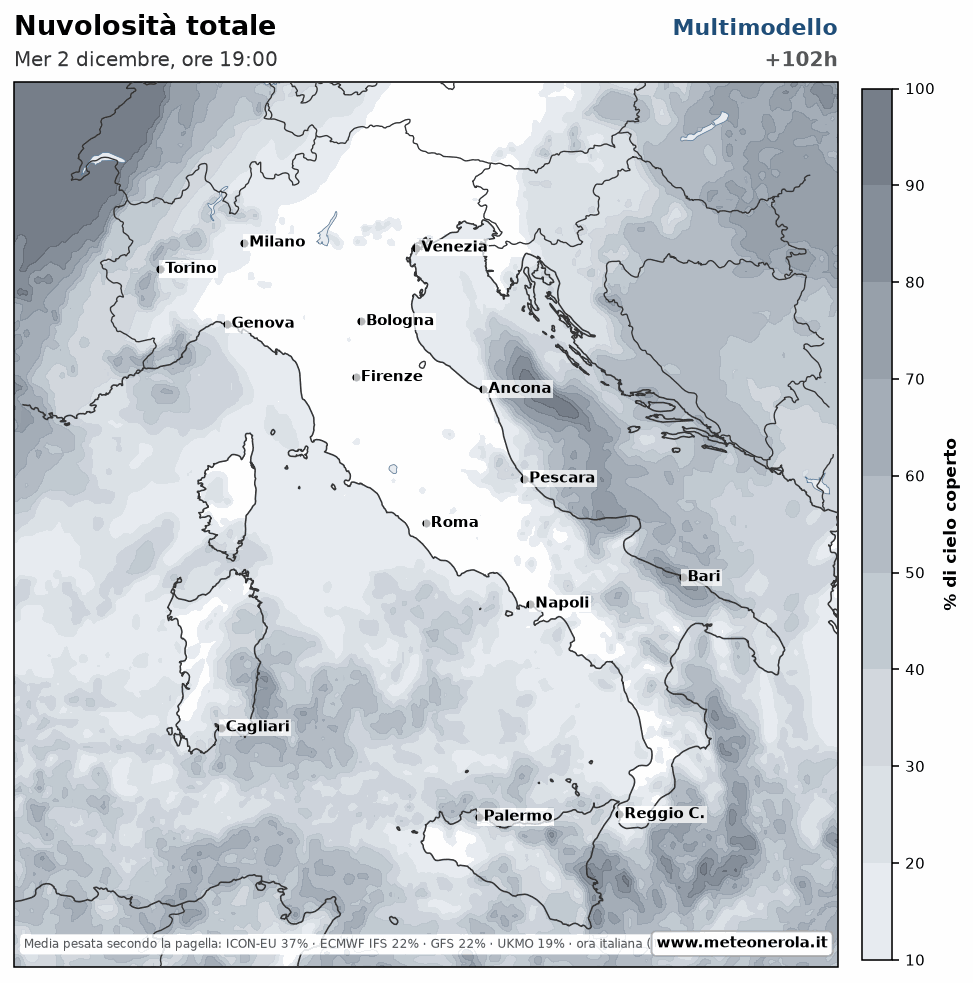 Nuvolosità totale
Multimodello
Mer 2 dicembre, ore 19:00
+102h
100
90
80
70
60
50
40
30
20
10
% di cielo coperto
Milano
Venezia
Torino
Genova
Bologna
Firenze
Ancona
Pescara
Roma
Bari
Napoli
Cagliari
Palermo
Reggio C.
Media pesata secondo la pagella: ICON-EU 37% · ECMWF IFS 22% · GFS 22% · UKMO 19% · ora italiana (
www.meteonerola.it